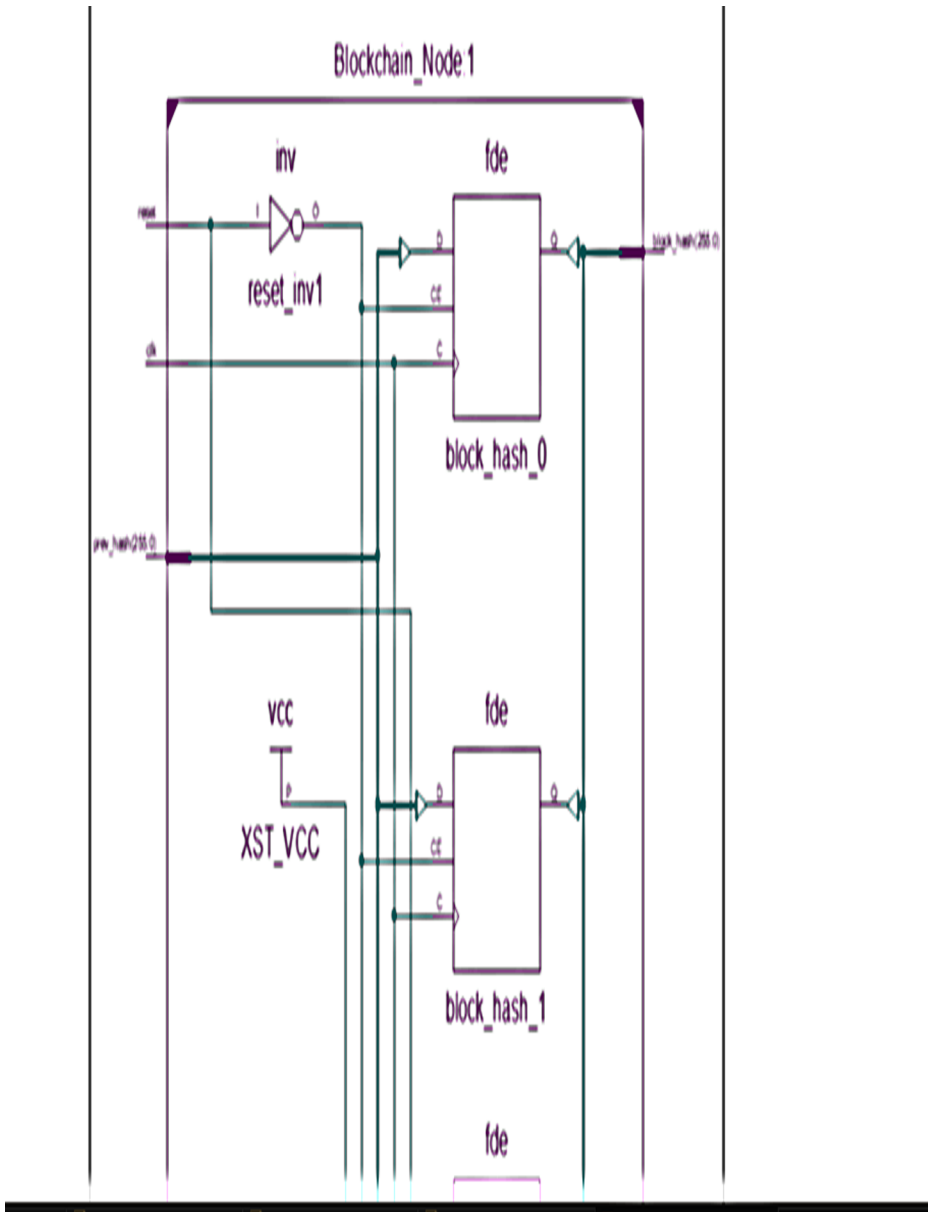 Blockchain_Node:1
inv
fde
reset
I
O
D
Q
block_hash(255:0)
reset_inv1
CE
clk
C
block_hash_0
prev_hash(255:0)
vcc
fde
P
D
Q
XST_VCC
CE
C
block_hash_1
fde